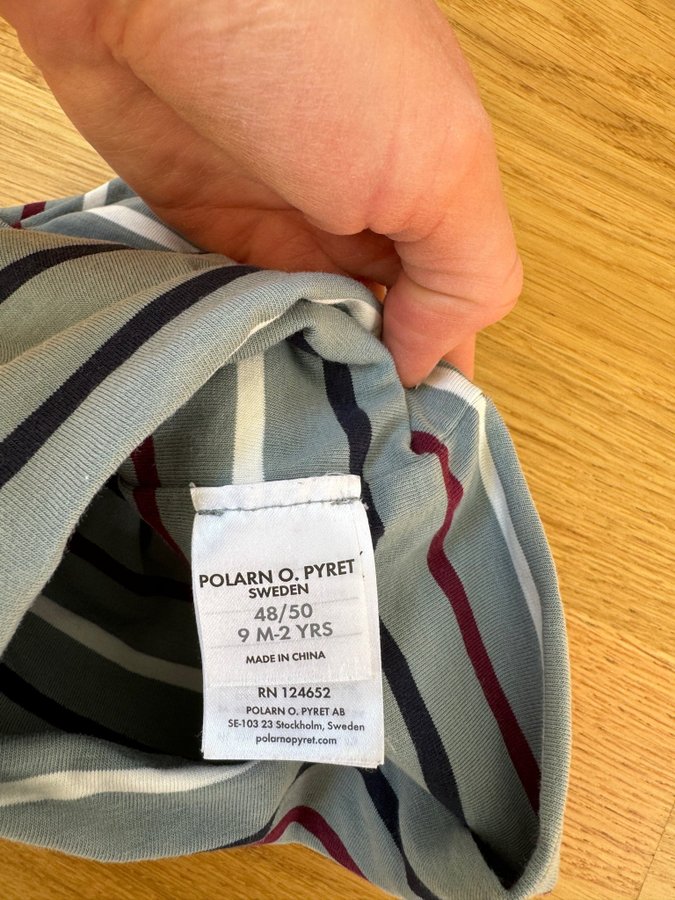 POLARN O. PYRET
SWEDEN
48/50
9 M-2 YRS
MADE IN CHINA
RN 124652
POLARN O. PYRET AB
SE-103 23 Stockholm, Sweden
polarnopyret.com